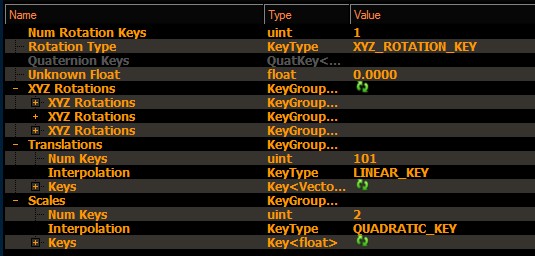 Name Type Value
Num Rotation Keys uint 1
Rotation Type KeyType XYZ_ROTATION_KEY
Quaternion Keys QuatKey<...
Unknown Float float 0.0000
XYZ Rotations KeyGroup...
XYZ Rotations KeyGroup...
XYZ Rotations KeyGroup...
XYZ Rotations KeyGroup...
Translations KeyGroup...
Num Keys uint 101
Interpolation KeyType LINEAR_KEY
Keys Key<Vecto...
Scales KeyGroup...
Num Keys uint 2
Interpolation KeyType QUADRATIC_KEY
Keys Key<float>